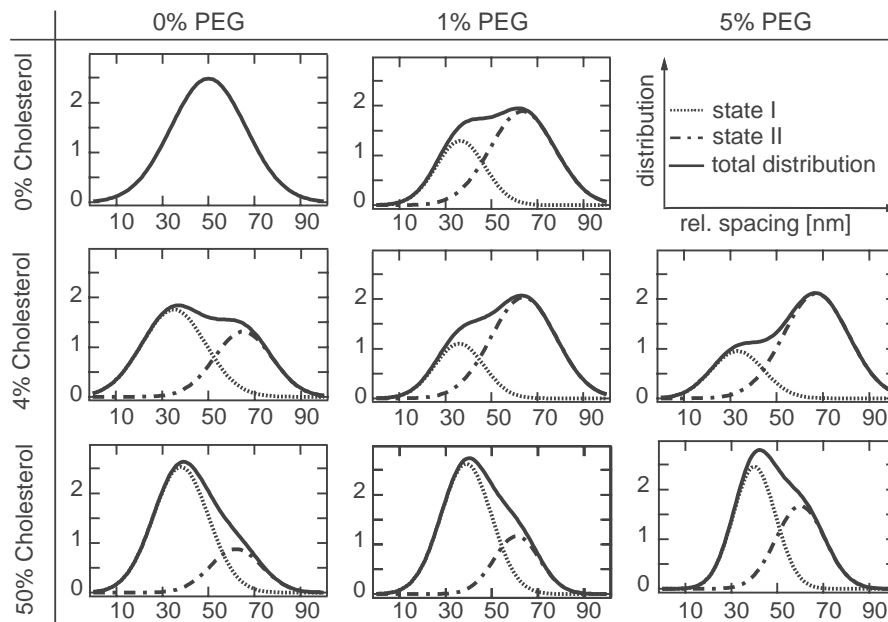 0% PEG 1% PEG 5% PEG
0% Cholesterol
2
1
0
10 30 50 70 90
2
1
0
10 30 50 70 90
distribution
state I
state II
total distribution
rel. spacing [nm]
4% Cholesterol
2
1
0
10 30 50 70 90
2
1
0
10 30 50 70 90
2
1
0
10 30 50 70 90
50% Cholesterol
2
1
0
10 30 50 70 90
2
1
0
10 30 50 70 90
2
1
0
10 30 50 70 90